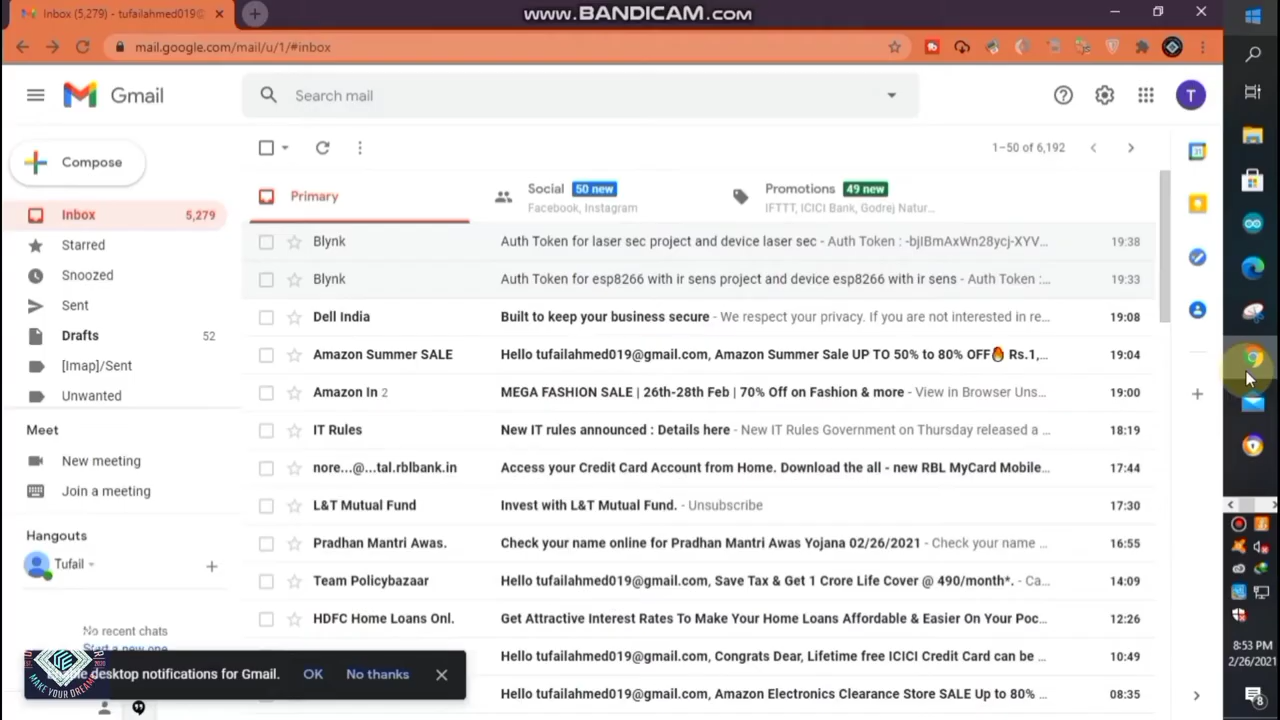 Inbox (5,279) - tufailahmed019@
www.BANDICAM.com
mail.google.com/mail/u/1/#inbox
Gmail
Search mail
T
Compose
1–50 of 6,192
Inbox 5,279
Starred
Snoozed
Sent
Drafts 52
[Imap]/Sent
Unwanted
Meet
New meeting
Join a meeting
Hangouts
Tufail
No recent chats
Start a new one
Primary
Social 50 new
Facebook, Instagram
Promotions 49 new
IFTTT, ICICI Bank, Godrej Natur...
Blynk Auth Token for laser sec project and device laser sec - Auth Token : -bjIBmAxWn28ycj-XYV... 19:38
Blynk Auth Token for esp8266 with ir sens project and device esp8266 with ir sens - Auth Token :... 19:33
Dell India Built to keep your business secure - We respect your privacy. If you are not interested in re... 19:08
Amazon Summer SALE Hello tufailahmed019@gmail.com, Amazon Summer Sale UP TO 50% to 80% OFF🔥 Rs.1,... 19:04
Amazon In 2 MEGA FASHION SALE | 26th-28th Feb | 70% Off on Fashion & more - View in Browser Uns... 19:00
IT Rules New IT rules announced : Details here - New IT Rules Government on Thursday released a ... 18:19
nore...@...tal.rblbank.in Access your Credit Card Account from Home. Download the all - new RBL MyCard Mobile... 17:44
L&T Mutual Fund Invest with L&T Mutual Fund. - Unsubscribe 17:30
Pradhan Mantri Awas. Check your name online for Pradhan Mantri Awas Yojana 02/26/2021 - Check your name ... 16:55
Team Policybazaar Hello tufailahmed019@gmail.com, Save Tax & Get 1 Crore Life Cover @ 490/month*. - Ca... 14:09
HDFC Home Loans Onl. Get Attractive Interest Rates To Make Your Home Loans Affordable & Easier On Your Poc... 12:26
Hello tufailahmed019@gmail.com, Congrats Dear, Lifetime free ICICI Credit Card can be ... 10:49
Hello tufailahmed019@gmail.com, Amazon Electronics Clearance Store SALE Up to 80% ... 08:35
desktop notifications for Gmail. OK No thanks
MAKE YOUR DREAM
8:53 PM
2/26/2021
8